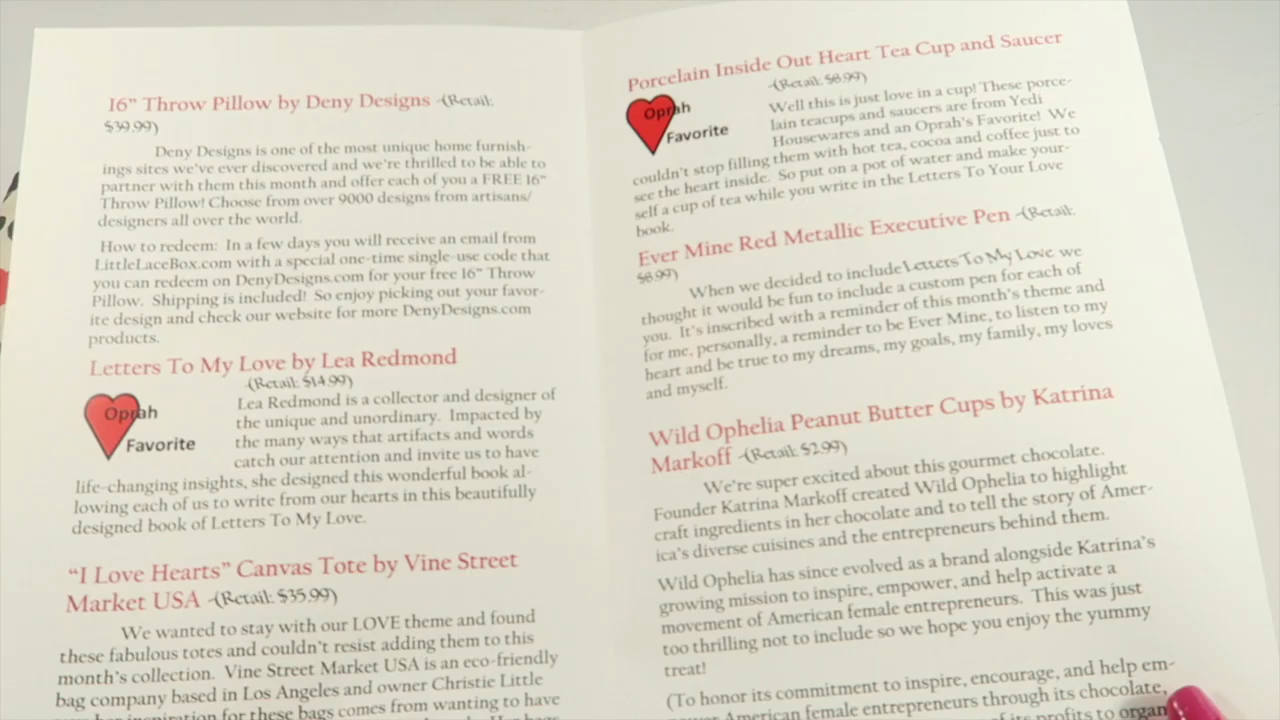 16” Throw Pillow by Deny Designs -(Retail:
$39.99)
Deny Designs is one of the most unique home furnish-
ings sites we've ever discovered and we're thrilled to be able to
partner with them this month and offer each of you a FREE 16”
Throw Pillow! Choose from over 9000 designs from artisans/
designers all over the world.
How to redeem: In a few days you will receive an email from
LittleLaceBox.com with a special one-time single-use code that
you can redeem on DenyDesigns.com for your free 16” Throw
Pillow. Shipping is included! So enjoy picking out your favor-
ite design and check our website for more DenyDesigns.com
products.
Letters To My Love by Lea Redmond
-(Retail: $14.99)
Oprah
Favorite
Lea Redmond is a collector and designer of
the unique and unordinary. Impacted by
the many ways that artifacts and words
catch our attention and invite us to have
life-changing insights, she designed this wonderful book al-
lowing each of us to write from our hearts in this beautifully
designed book of Letters To My Love.
“I Love Hearts” Canvas Tote by Vine Street
Market USA -(Retail: $35.99)
We wanted to stay with our LOVE theme and found
these fabulous totes and couldn't resist adding them to this
month's collection. Vine Street Market USA is an eco-friendly
bag company based in Los Angeles and owner Christie Little
inspiration for these bags comes from wanting to have
Porcelain Inside Out Heart Tea Cup and Saucer
-(Retail: $8.99)
Oprah
Favorite
Well this is just love in a cup! These porce-
lain teacups and saucers are from Yedi
Housewares and an Oprah's Favorite! We
couldn't stop filling them with hot tea, cocoa and coffee just to
see the heart inside. So put on a pot of water and make your-
self a cup of tea while you write in the Letters To Your Love
book.
Ever Mine Red Metallic Executive Pen -(Retail:
$8.99)
When we decided to include Letters To My Love we
thought it would be fun to include a custom pen for each of
you. It's inscribed with a reminder of this month's theme and
for me, personally, a reminder to be Ever Mine, to listen to my
heart and be true to my dreams, my goals, my family, my loves
and myself.
Wild Ophelia Peanut Butter Cups by Katrina
Markoff -(Retail: $2.99)
We're super excited about this gourmet chocolate.
Founder Katrina Markoff created Wild Ophelia to highlight
craft ingredients in her chocolate and to tell the story of Amer-
ica's diverse cuisines and the entrepreneurs behind them.
Wild Ophelia has since evolved as a brand alongside Katrina's
growing mission to inspire, empower, and help activate a
movement of American female entrepreneurs. This was just
too thrilling not to include so we hope you enjoy the yummy
treat!
(To honor its commitment to inspire, encourage, and help em-
power American female entrepreneurs through its chocolate,
of its profits to organ